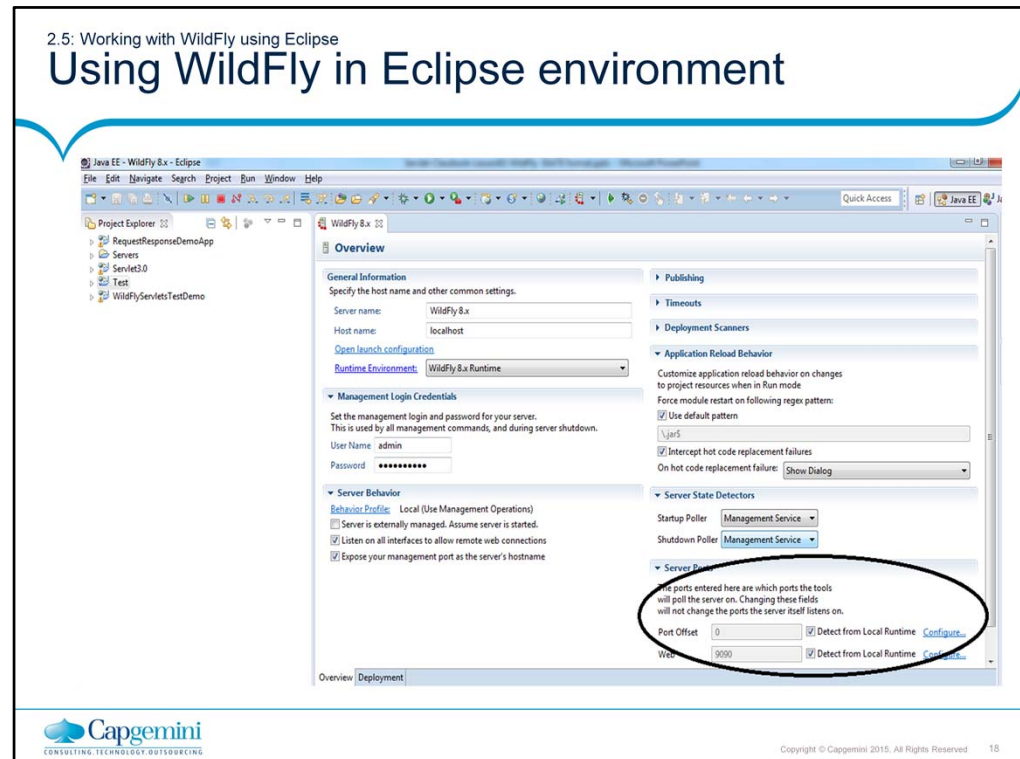 2.5: Working with WildFly using Eclipse
Using WildFly in Eclipse environment
Java EE - WildFly 8.x - Eclipse
File Edit Navigate Search Project Run Window Help
Quick Access
Java EE
Project Explorer
RequestResponseDemoApp
Servers
Servlet3.0
Test
WildFlyServletsTestDemo
WildFly 8.x
Overview
General Information
Specify the host name and other common settings.
Server name: WildFly 8.x
Host name: localhost
Open launch configuration
Runtime Environment: WildFly 8.x Runtime
Management Login Credentials
Set the management login and password for your server.
This is used by all management commands, and during server shutdown.
User Name admin
Password
Server Behavior
Behavior Profile: Local (Use Management Operations)
Server is externally managed. Assume server is started.
Listen on all interfaces to allow remote web connections
Expose your management port as the server's hostname
Publishing
Timeouts
Deployment Scanners
Application Reload Behavior
Customize application reload behavior on changes
to project resources when in Run mode
Force module restart on following regex pattern:
Use default pattern
\.jar$
Intercept hot code replacement failures
On hot code replacement failure: Show Dialog
Server State Detectors
Startup Poller Management Service
Shutdown Poller Management Service
Server Ports
The ports entered here are which ports the tools
will poll the server on. Changing these fields
will not change the ports the server itself listens on.
Port Offset 0 Detect from Local Runtime Configure...
Web 9090 Detect from Local Runtime Configure...
Overview Deployment
Capgemini
CONSULTING.TECHNOLOGY.OUTSOURCING
Copyright © Capgemini 2015. All Rights Reserved 18